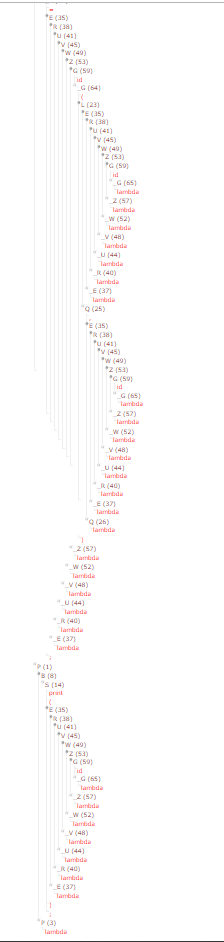 =
E (35)
R (38)
U (41)
V (45)
W (49)
Z (53)
G (59)
id
_G (64)
(
L (23)
E (35)
R (38)
U (41)
V (45)
W (49)
Z (53)
G (59)
id
_G (65)
lambda
_Z (57)
lambda
_W (52)
lambda
_V (48)
lambda
_U (44)
lambda
_R (40)
lambda
_E (37)
lambda
Q (25)
,
E (35)
R (38)
U (41)
V (45)
W (49)
Z (53)
G (59)
id
_G (65)
lambda
_Z (57)
lambda
_W (52)
lambda
_V (48)
lambda
_U (44)
lambda
_R (40)
lambda
_E (37)
lambda
Q (26)
lambda
)
_Z (57)
lambda
_W (52)
lambda
_V (48)
lambda
_U (44)
lambda
_R (40)
lambda
_E (37)
lambda
;
P (1)
B (8)
S (14)
print
(
E (35)
R (38)
U (41)
V (45)
W (49)
Z (53)
G (59)
id
_G (65)
lambda
_Z (57)
lambda
_W (52)
lambda
_V (48)
lambda
_U (44)
lambda
_R (40)
lambda
_E (37)
lambda
)
;
P (3)
lambda